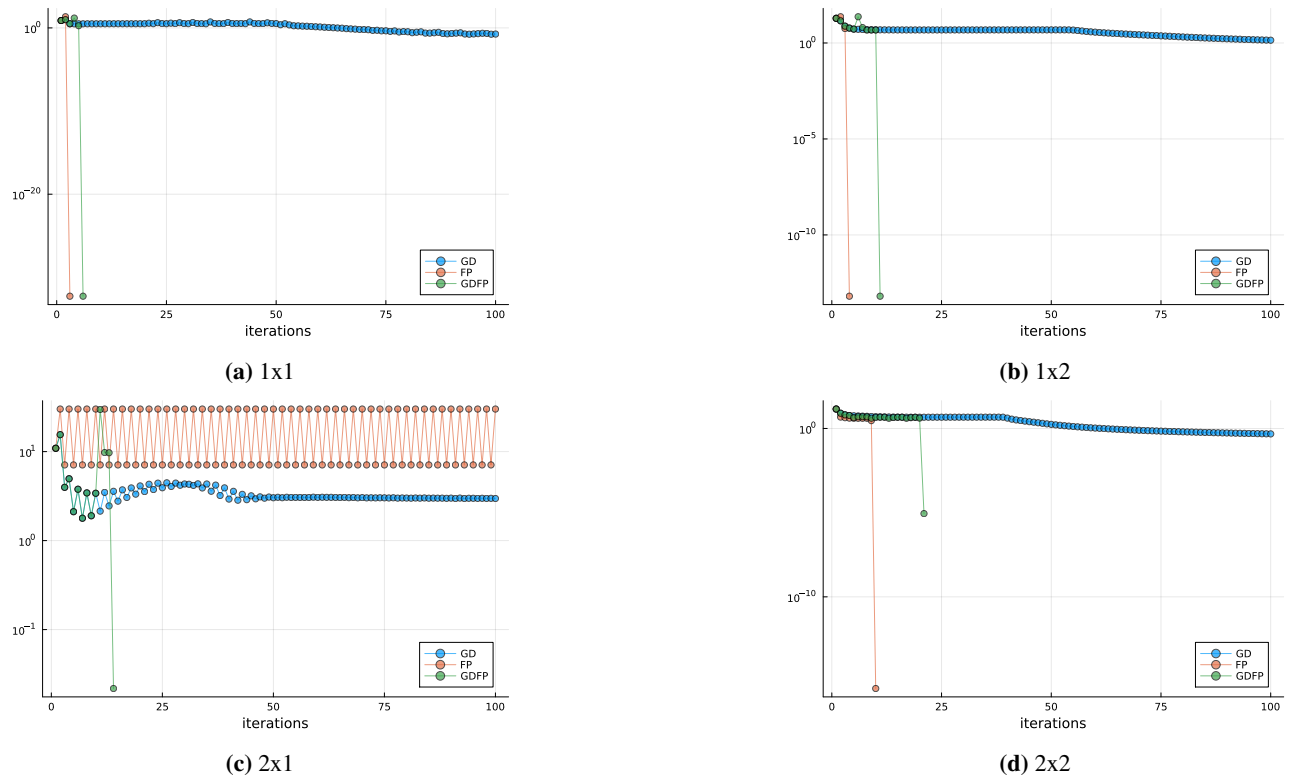 10^0
10^-20
0 25 50 75 100
iterations
GD
FP
GDFP
(a) 1x1
10^0
10^-5
10^-10
0 25 50 75 100
iterations
GD
FP
GDFP
(b) 1x2
10^1
10^0
10^-1
0 25 50 75 100
iterations
GD
FP
GDFP
(c) 2x1
10^0
10^-10
0 25 50 75 100
iterations
GD
FP
GDFP
(d) 2x2